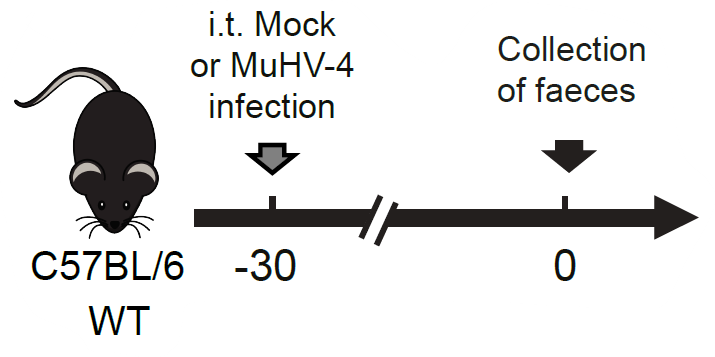 i.t. Mock
or MuHV-4
infection
Collection
of faeces
C57BL/6
WT
-30
0